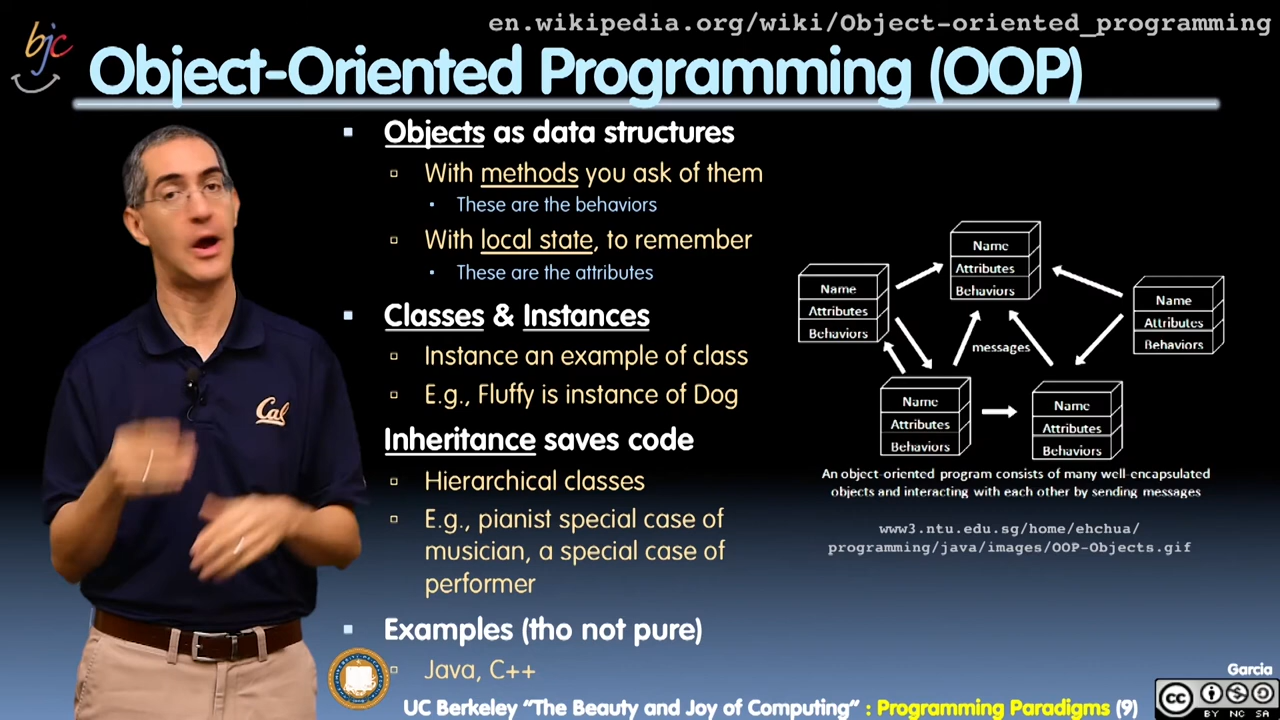 en.wikipedia.org/wiki/Object-oriented_programming
bjc
Object-Oriented Programming (OOP)
Objects as data structures
With methods you ask of them
These are the behaviors
With local state, to remember
These are the attributes
Classes & Instances
Instance an example of class
E.g., Fluffy is instance of Dog
Inheritance saves code
Hierarchical classes
E.g., pianist special case of
musician, a special case of
performer
Examples (tho not pure)
Java, C++
Cal
Name
Attributes
Behaviors
Name
Attributes
Behaviors
Name
Attributes
Behaviors
messages
Name
Attributes
Behaviors
Name
Attributes
Behaviors
An object-oriented program consists of many well-encapsulated
objects and interacting with each other by sending messages
www3.ntu.edu.sg/home/ehchua/
programming/java/images/OOP-Objects.gif
Garcia
UC Berkeley "The Beauty and Joy of Computing" : Programming Paradigms (9)
cc
BY NC SA